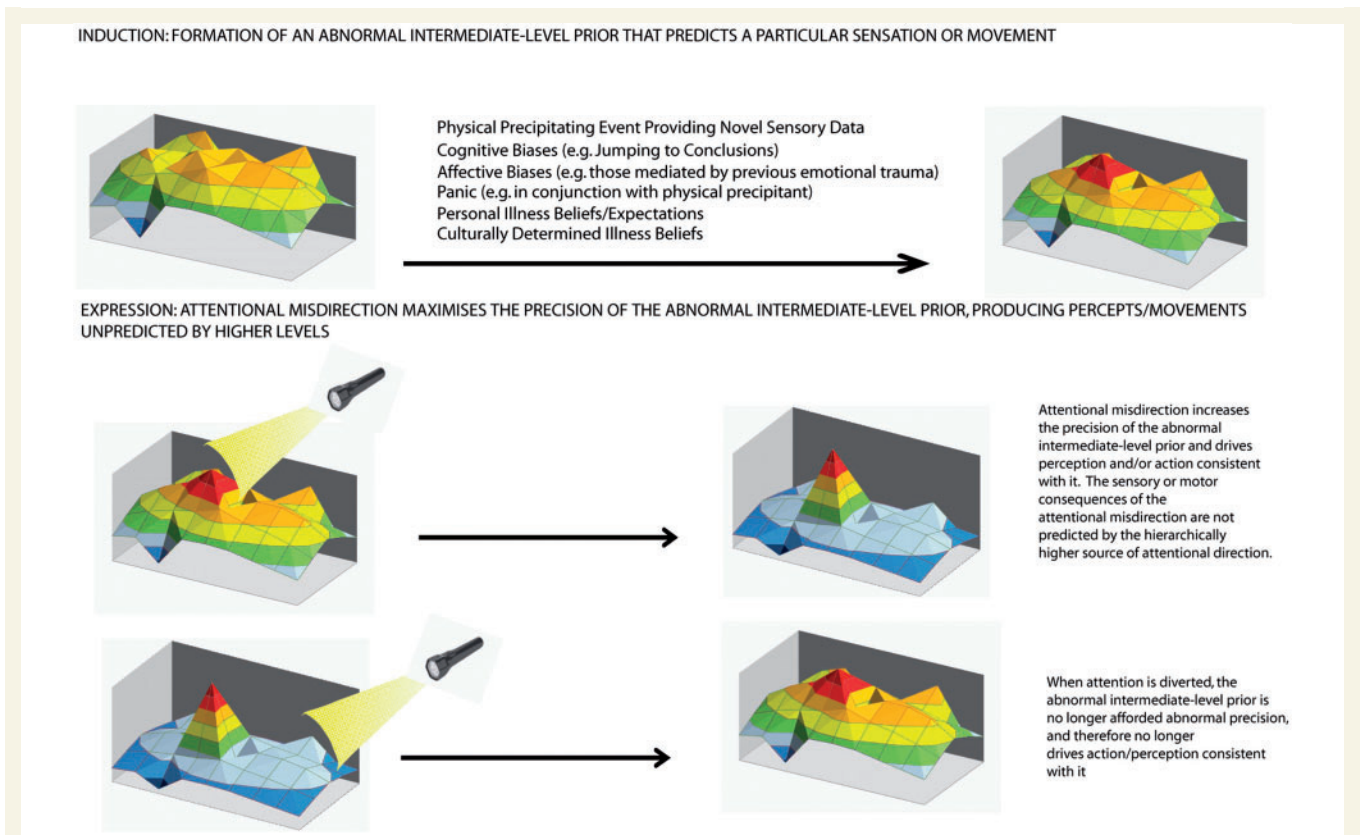 INDUCTION: FORMATION OF AN ABNORMAL INTERMEDIATE-LEVEL PRIOR THAT PREDICTS A PARTICULAR SENSATION OR MOVEMENT
Physical Precipitating Event Providing Novel Sensory Data
Cognitive Biases (e.g. Jumping to Conclusions)
Affective Biases (e.g. those mediated by previous emotional trauma)
Panic (e.g. in conjunction with physical precipitant)
Personal Illness Beliefs/Expectations
Culturally Determined Illness Beliefs
EXPRESSION: ATTENTIONAL MISDIRECTION MAXIMISES THE PRECISION OF THE ABNORMAL INTERMEDIATE-LEVEL PRIOR, PRODUCING PERCEPTS/MOVEMENTS
UNPREDICTED BY HIGHER LEVELS
Attentional misdirection increases
the precision of the abnormal
intermediate-level prior and drives
perception and/or action consistent
with it. The sensory or motor
consequences of the
attentional misdirection are not
predicted by the hierarchically
higher source of attentional direction.
When attention is diverted, the
abnormal intermediate-level prior is
no longer afforded abnormal precision,
and therefore no longer
drives action/perception consistent
with it